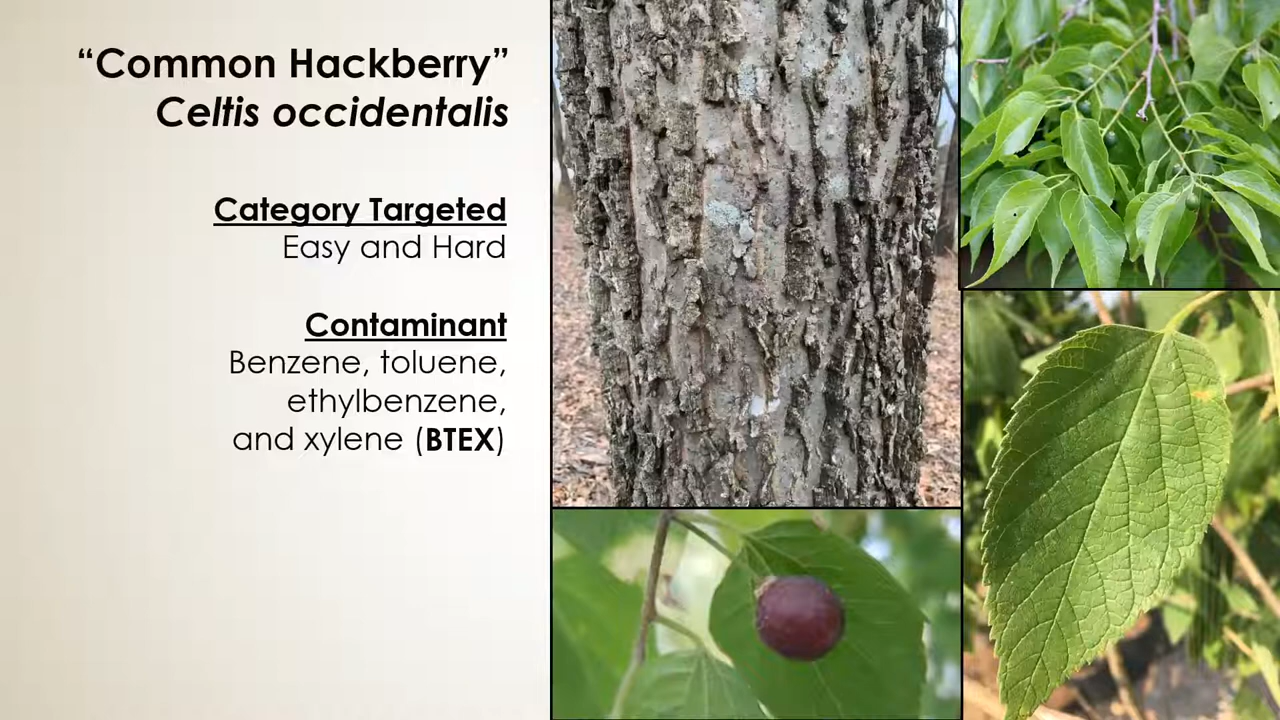 “Common Hackberry”
Celtis occidentalis
Category Targeted
Easy and Hard
Contaminant
Benzene, toluene,
ethylbenzene,
and xylene (BTEX)